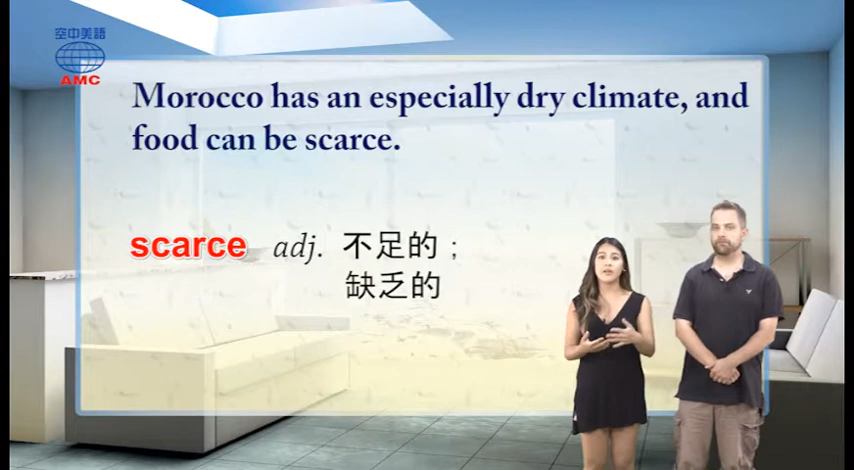 空中美語
AMC
Morocco has an especially dry climate, and
food can be scarce.
scarce adj. 不足的；
缺乏的